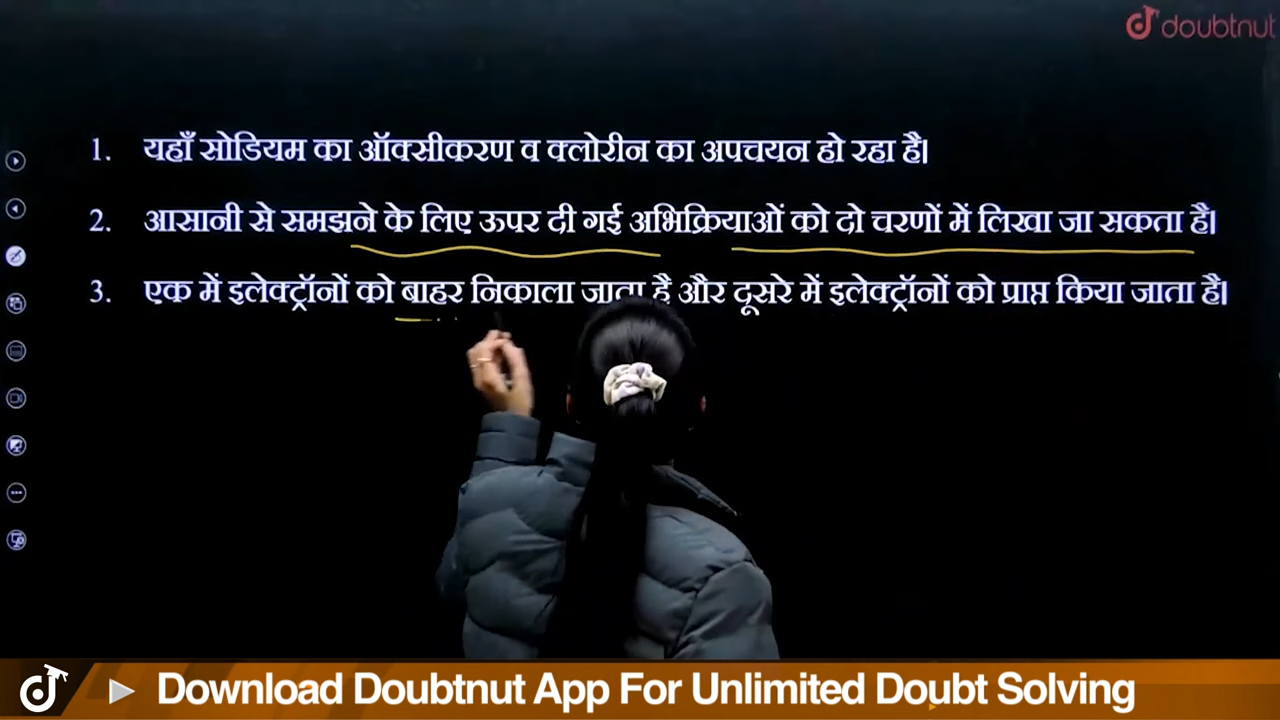 doubtnut
1. यहाँ सोडियम का ऑक्सीकरण व क्लोरीन का अपचयन हो रहा है।
2. आसानी से समझने के लिए ऊपर दी गई अभिक्रियाओं को दो चरणों में लिखा जा सकता है।
3. एक में इलेक्ट्रॉनों को बाहर निकाला जाता है और दूसरे में इलेक्ट्रॉनों को प्राप्त किया जाता है।
Download Doubtnut App For Unlimited Doubt Solving